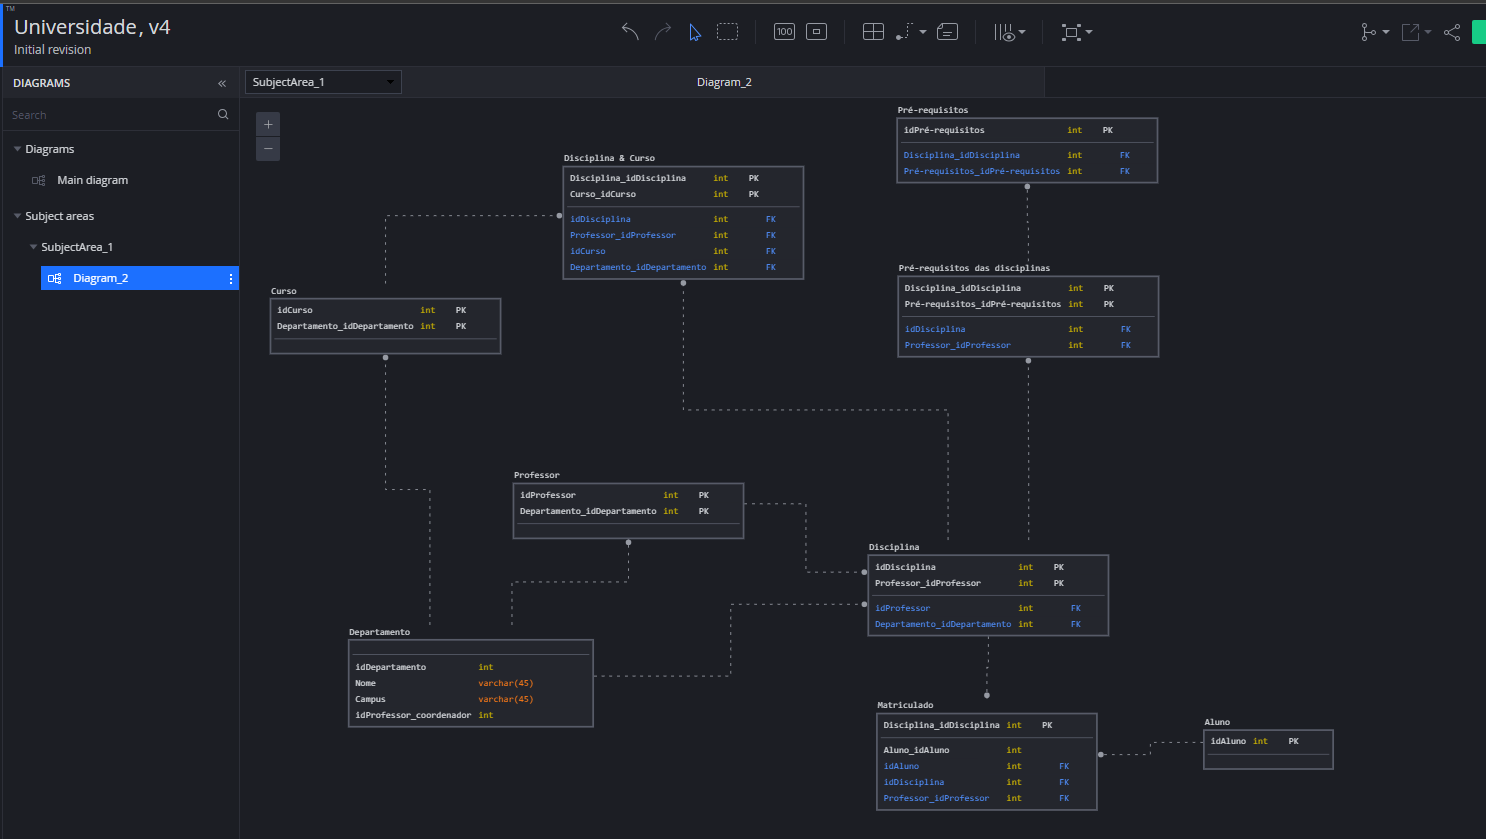 TM
Universidade, v4
Initial revision
100
DIAGRAMS
«
SubjectArea_1
Diagram_2
Search
Diagrams
Main diagram
Subject areas
SubjectArea_1
Diagram_2
+
−
Pré-requisitos
idPré-requisitos int PK
Disciplina_idDisciplina int FK
Pré-requisitos_idPré-requisitos int FK
Disciplina & Curso
Disciplina_idDisciplina int PK
Curso_idCurso int PK
idDisciplina int FK
Professor_idProfessor int FK
idCurso int FK
Departamento_idDepartamento int FK
Pré-requisitos das disciplinas
Disciplina_idDisciplina int PK
Pré-requisitos_idPré-requisitos int PK
idDisciplina int FK
Professor_idProfessor int FK
Curso
idCurso int PK
Departamento_idDepartamento int PK
Professor
idProfessor int PK
Departamento_idDepartamento int PK
Disciplina
idDisciplina int PK
Professor_idProfessor int PK
idProfessor int FK
Departamento_idDepartamento int FK
Departamento
idDepartamento int
Nome varchar(45)
Campus varchar(45)
idProfessor_coordenador int
Matriculado
Disciplina_idDisciplina int PK
Aluno_idAluno int
idAluno int FK
idDisciplina int FK
Professor_idProfessor int FK
Aluno
idAluno int PK